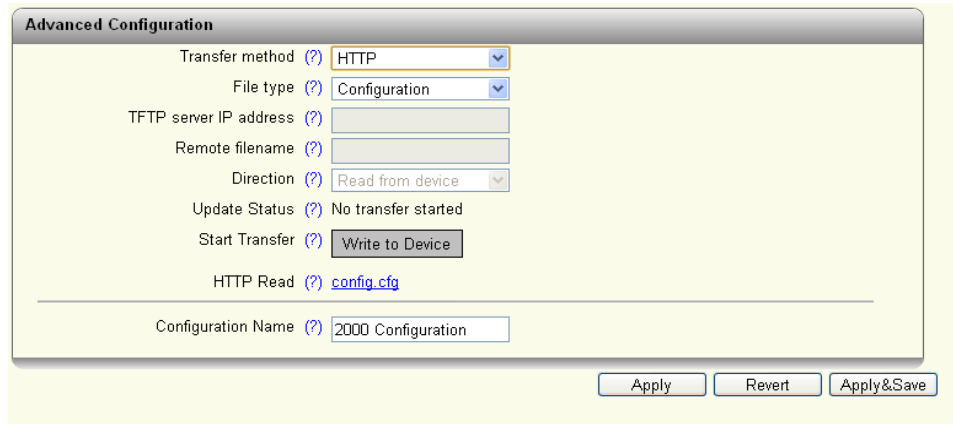 Advanced Configuration
Transfer method (?) HTTP
File type (?) Configuration
TFTP server IP address (?)
Remote filename (?)
Direction (?) Read from device
Update Status (?) No transfer started
Start Transfer (?) Write to Device
HTTP Read (?) config.cfg
Configuration Name (?) 2000 Configuration
Apply Revert Apply&Save